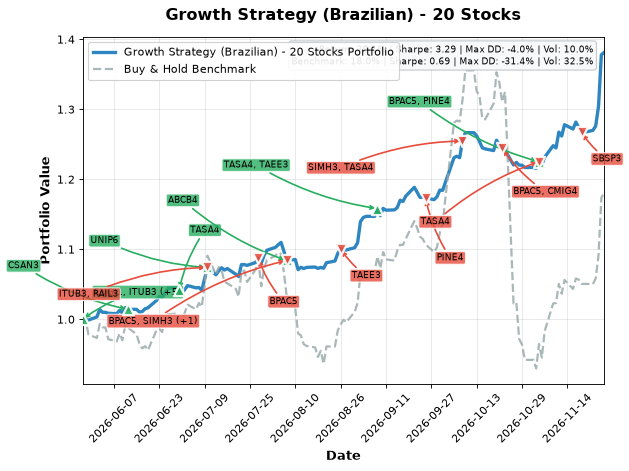 Growth Strategy (Brazilian) - 20 Stocks
Growth Strategy (Brazilian) - 20 Stocks Portfolio
Buy & Hold Benchmark
Sharpe: 3.29 | Max DD: -4.0% | Vol: 10.0%
Benchmark: 18.0% | Sharpe: 0.69 | Max DD: -31.4% | Vol: 32.5%
Portfolio Value
1.4
1.3
1.2
1.1
1.0
BPAC5, PINE4
SIMH3, TASA4
TASA4, TAEE3
SBSP3
BPAC5, CMIG4
ABCB4
TASA4
TASA4
UNIP6
PINE4
CSAN3
TAEE3
ITUB3, RAIL3
ITUB3 (+5)
BPAC5
BPAC5, SIMH3 (+1)
2026-06-07
2026-06-23
2026-07-09
2026-07-25
2026-08-10
2026-08-26
2026-09-11
2026-09-27
2026-10-13
2026-10-29
2026-11-14
Date